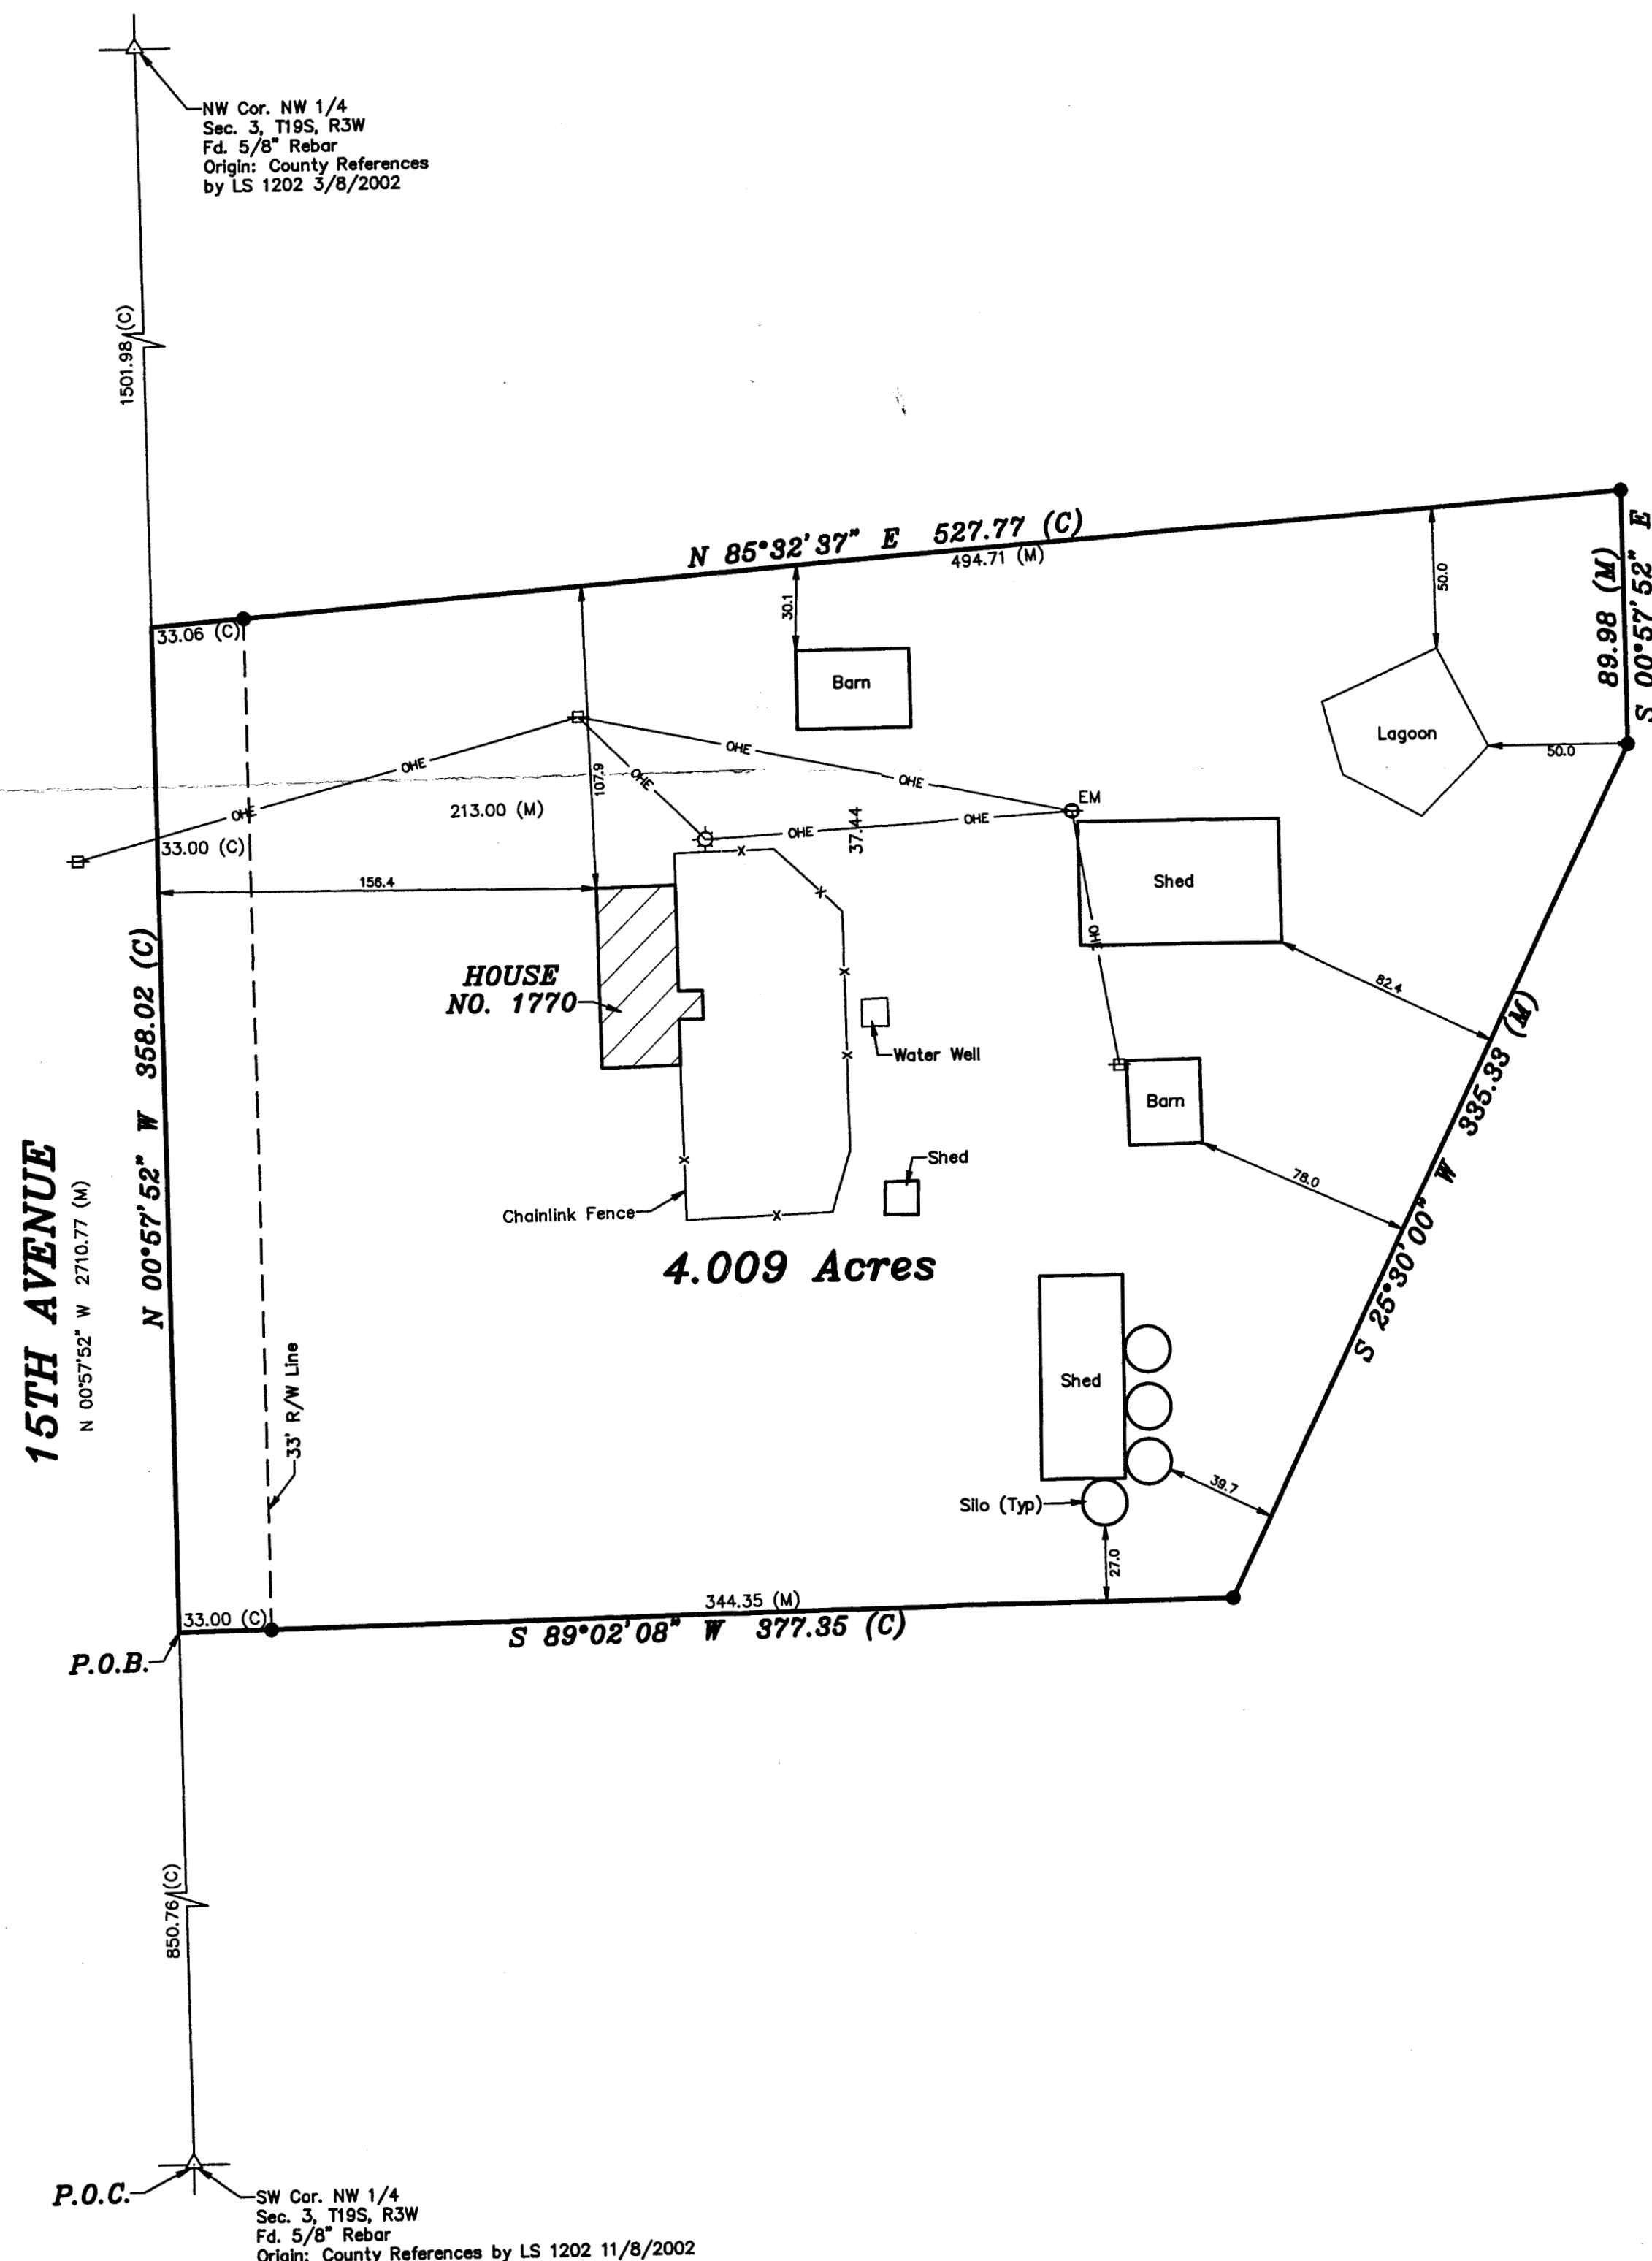 NW Cor. NW 1/4
Sec. 3, T19S, R3W
Fd. 5/8" Rebar
Origin: County References
by LS 1202 3/8/2002
1501.98 (C)
N 85°32'37" E 527.77 (C)
494.71 (M)
33.06 (C)
30.1
50.0
89.98 (M)
S 00°57'52" E
Barn
Lagoon
50.0
OHE
OHE
OHE
OHE
OHE
107.9
213.00 (M)
EM
37.44
OHE
OHE
33.00 (C)
156.4
Shed
OHE
82.4
HOUSE
NO. 1770
N 00°57'52" W 358.02 (C)
Water Well
335.33 (M)
S 25°30'00" W
Barn
78.0
Shed
Chainlink Fence
4.009 Acres
15TH AVENUE
N 00°57'52" W 2710.77 (M)
33' R/W Line
Shed
39.7
Silo (Typ)
27.0
344.35 (M)
33.00 (C)
S 89°02'08" W 377.35 (C)
P.O.B.
850.76 (C)
P.O.C.
SW Cor. NW 1/4
Sec. 3, T19S, R3W
Fd. 5/8" Rebar
Origin: County References by LS 1202 11/8/2002